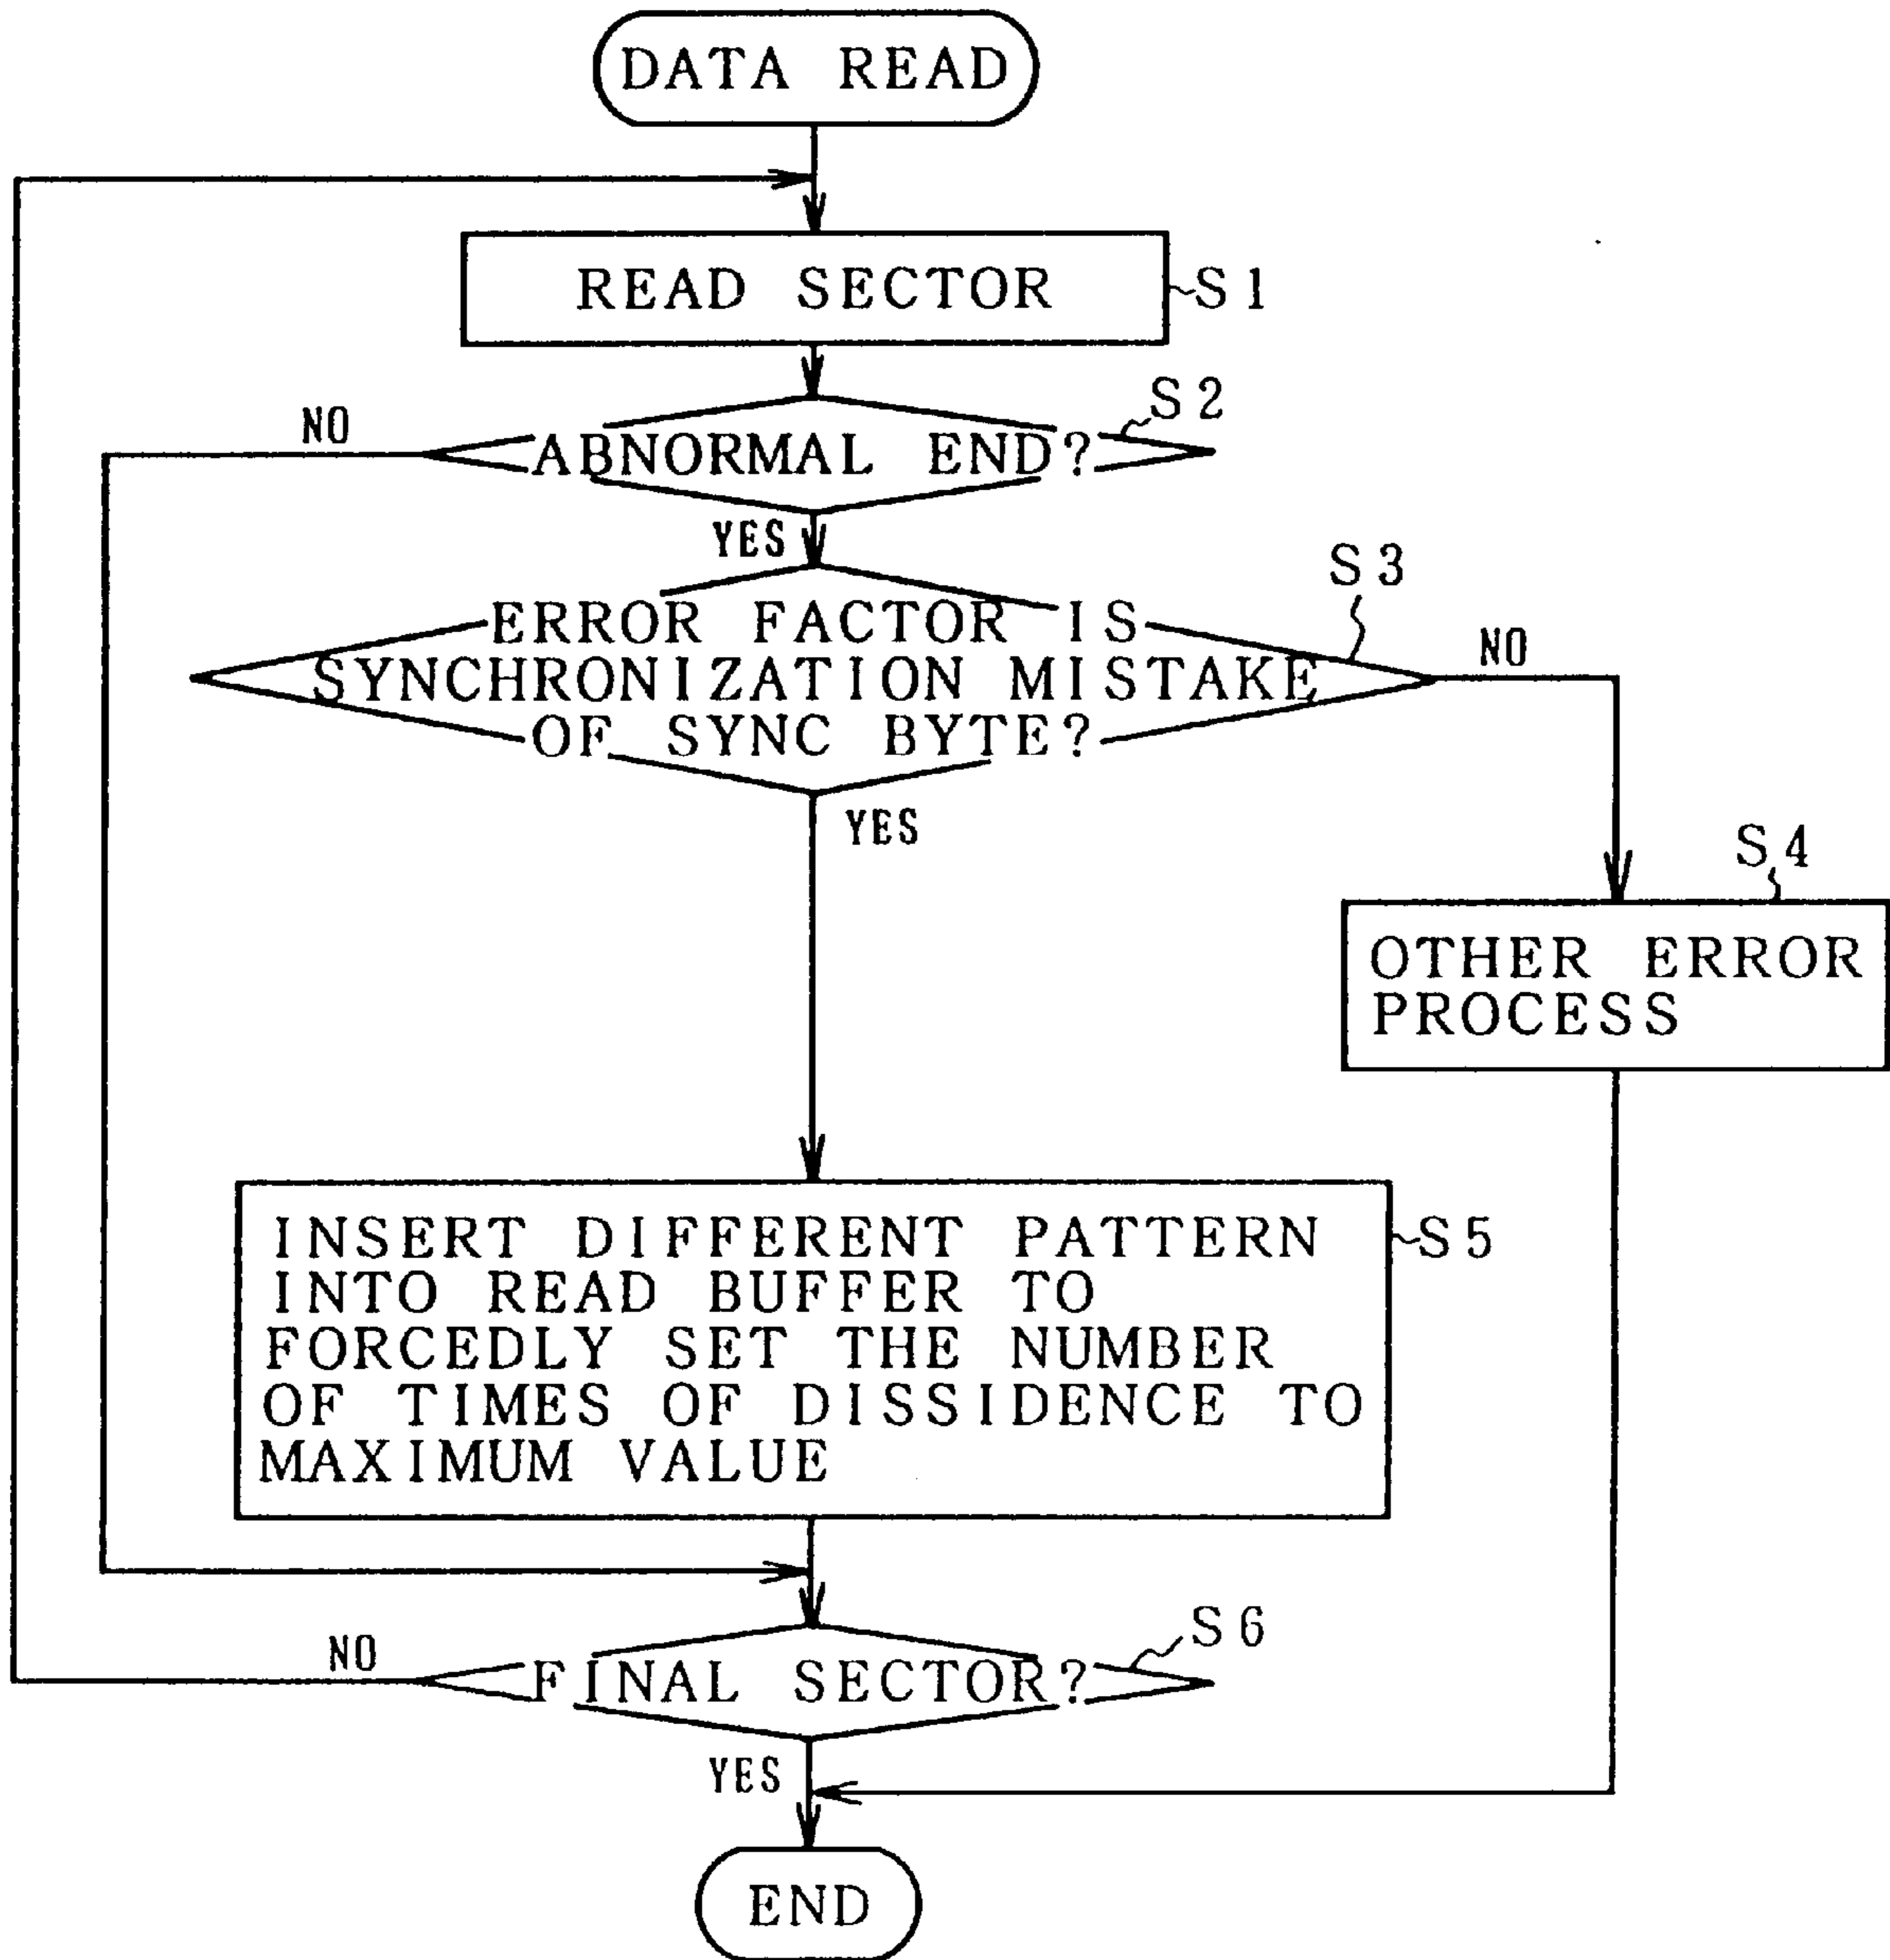 DATA READ
READ SECTOR
S1
S2
NO
ABNORMAL END?
YES
S3
ERROR FACTOR IS
SYNCHRONIZATION MISTAKE
OF SYNC BYTE?
NO
YES
S4
OTHER ERROR
PROCESS
INSERT DIFFERENT PATTERN
INTO READ BUFFER TO
FORCEDLY SET THE NUMBER
OF TIMES OF DISSIDENCE TO
MAXIMUM VALUE
S5
S6
NO
FINAL SECTOR?
YES
END